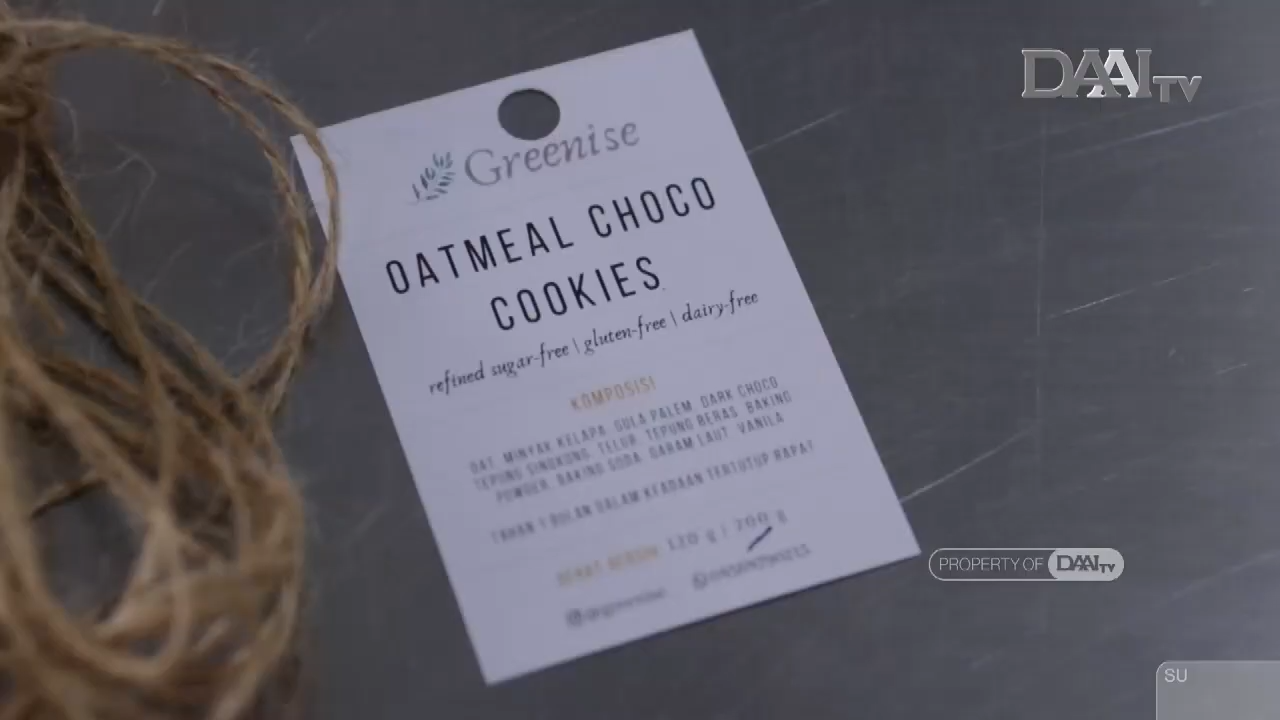 DAAI TV
Greenise
OATMEAL CHOCO
COOKIES
refined sugar-free \ gluten-free \ dairy-free
KOMPOSISI
OAT, MINYAK KELAPA, GULA PALEM, DARK CHOCO,
TEPUNG SINGKONG, TELUR, TEPUNG BERAS, BAKING
POWDER, BAKING SODA, GARAM LAUT, VANILA
TAHAN 1 BULAN DALAM KEADAAN TERTUTUP RAPAT
BERAT BERSIH 120 g / 200 g
PROPERTY OF DAAI TV
SU